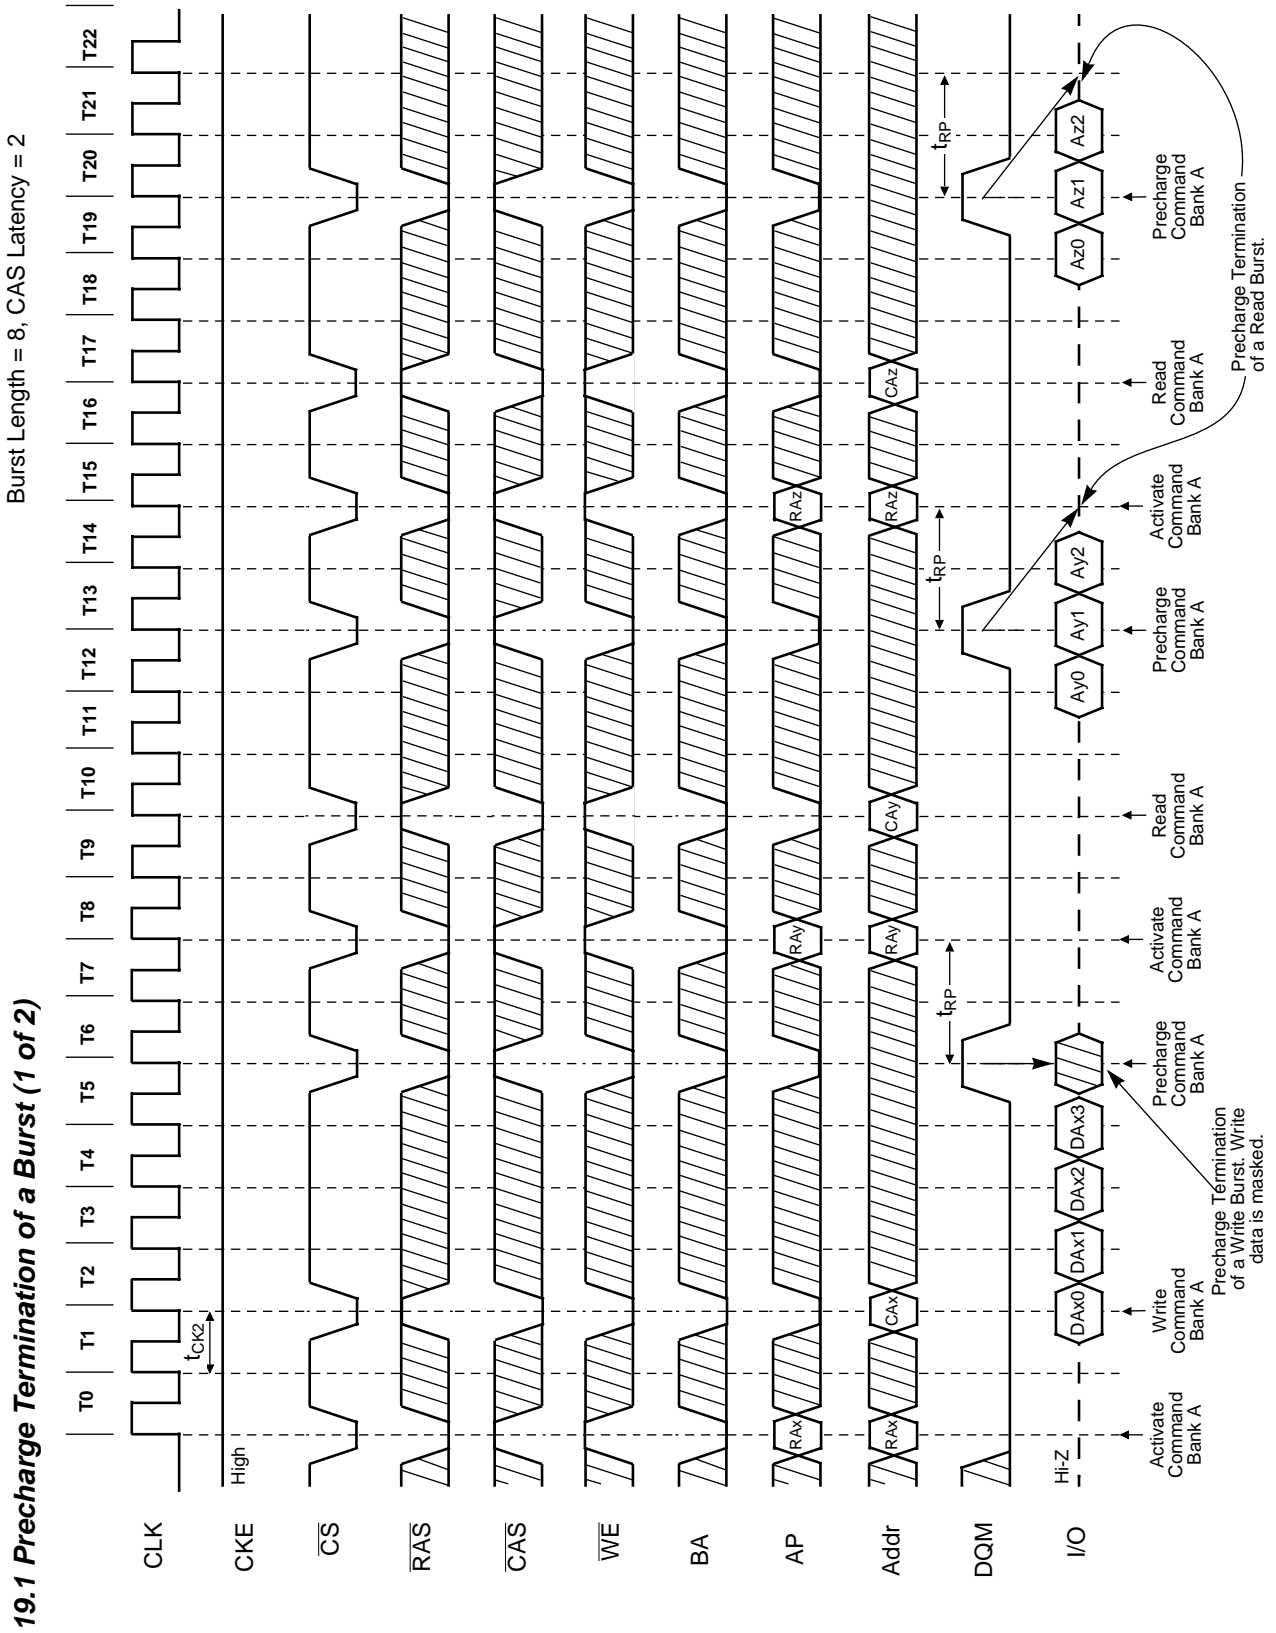 19.1 Precharge Termination of a Burst (1 of 2)
Burst Length = 8, CAS Latency = 2
T0 T1 T2 T3 T4 T5 T6 T7 T8 T9 T10 T11 T12 T13 T14 T15 T16 T17 T18 T19 T20 T21 T22
CLK
tCK2
CKE
High
CS
RAS
CAS
WE
BA
AP
RAx RAy RAz
Addr
RAx CAx RAy CAy RAz CAz
tRP tRP tRP
DQM
I/O
Hi-Z
DAx0 DAx1 DAx2 DAx3 Ay0 Ay1 Ay2 Az0 Az1 Az2
Activate
Command
Bank A
Write
Command
Bank A
Precharge
Command
Bank A
Activate
Command
Bank A
Read
Command
Bank A
Precharge
Command
Bank A
Activate
Command
Bank A
Read
Command
Bank A
Precharge
Command
Bank A
Precharge Termination
of a Write Burst. Write
data is masked.
Precharge Termination
of a Read Burst.